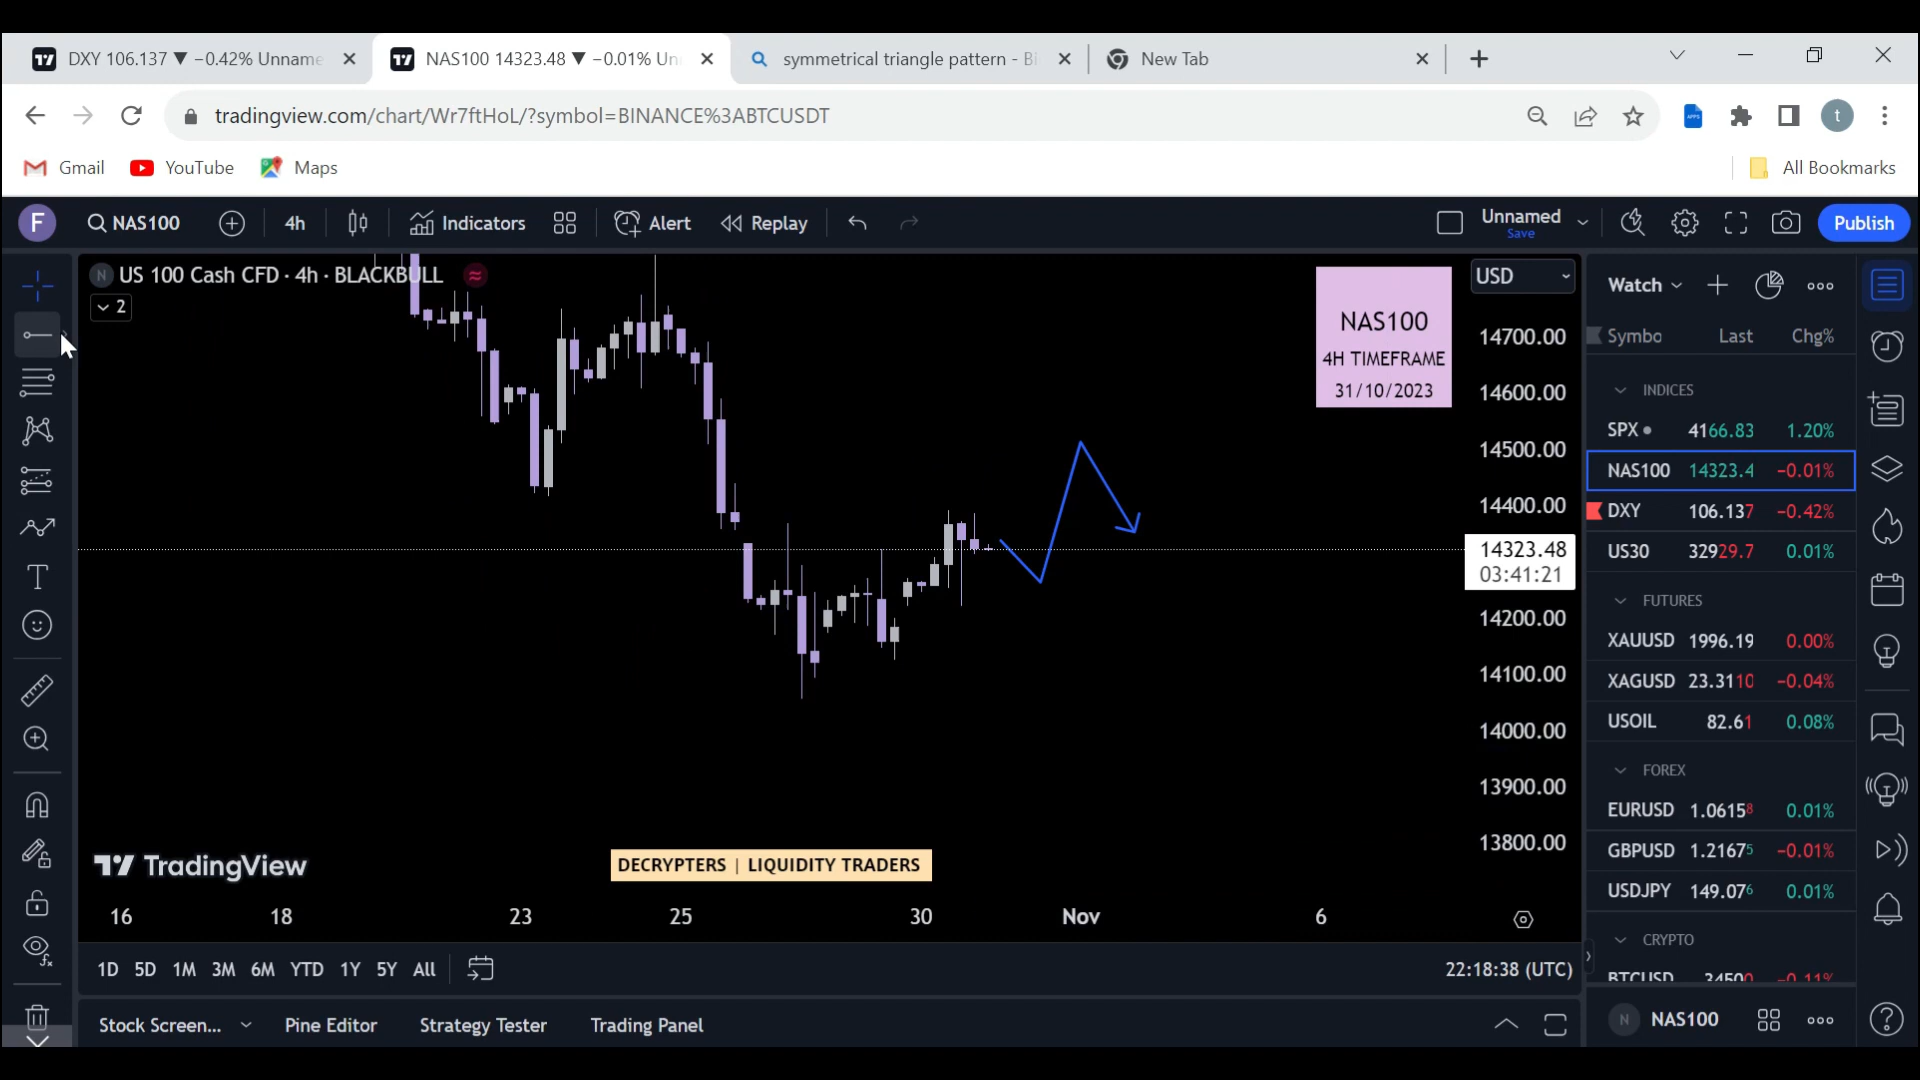 DXY 106.137 ▼ −0.42% Unname
NAS100 14323.48 ▼ −0.01% Un
symmetrical triangle pattern - Bi
New Tab
tradingview.com/chart/Wr7ftHoL/?symbol=BINANCE%3ABTCUSDT
APPS
t
Gmail
YouTube
Maps
All Bookmarks
F
NAS100
4h
Indicators
Alert
Replay
Unnamed
Save
Publish
N US 100 Cash CFD · 4h · BLACKBULL
2
NAS100
4H TIMEFRAME
31/10/2023
USD
14700.00
14600.00
14500.00
14400.00
14323.48
03:41:21
14200.00
14100.00
14000.00
13900.00
13800.00
TradingView
DECRYPTERS | LIQUIDITY TRADERS
16 18 23 25 30 Nov 6
1D 5D 1M 3M 6M YTD 1Y 5Y All
22:18:38 (UTC)
Stock Screen... Pine Editor Strategy Tester Trading Panel
Watch
Symbo Last Chg%
INDICES
SPX 4166.83 1.20%
NAS100 14323.4 −0.01%
DXY 106.137 −0.42%
US30 32929.7 0.01%
FUTURES
XAUUSD 1996.19 0.00%
XAGUSD 23.3110 −0.04%
USOIL 82.61 0.08%
FOREX
EURUSD 1.06158 0.01%
GBPUSD 1.21675 −0.01%
USDJPY 149.076 0.01%
CRYPTO
BTCUSD 34500 −0.11%
N NAS100